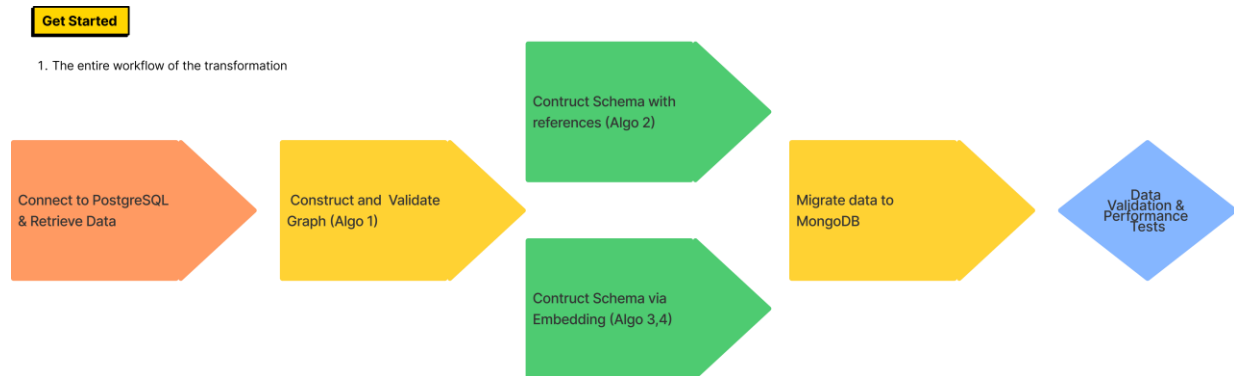 Get Started
1. The entire workflow of the transformation
Contruct Schema with
references (Algo 2)
Connect to PostgreSQL
& Retrieve Data
Construct and Validate
Graph (Algo 1)
Migrate data to
MongoDB
Data
Validation &
Performance
Tests
Contruct Schema via
Embedding (Algo 3,4)